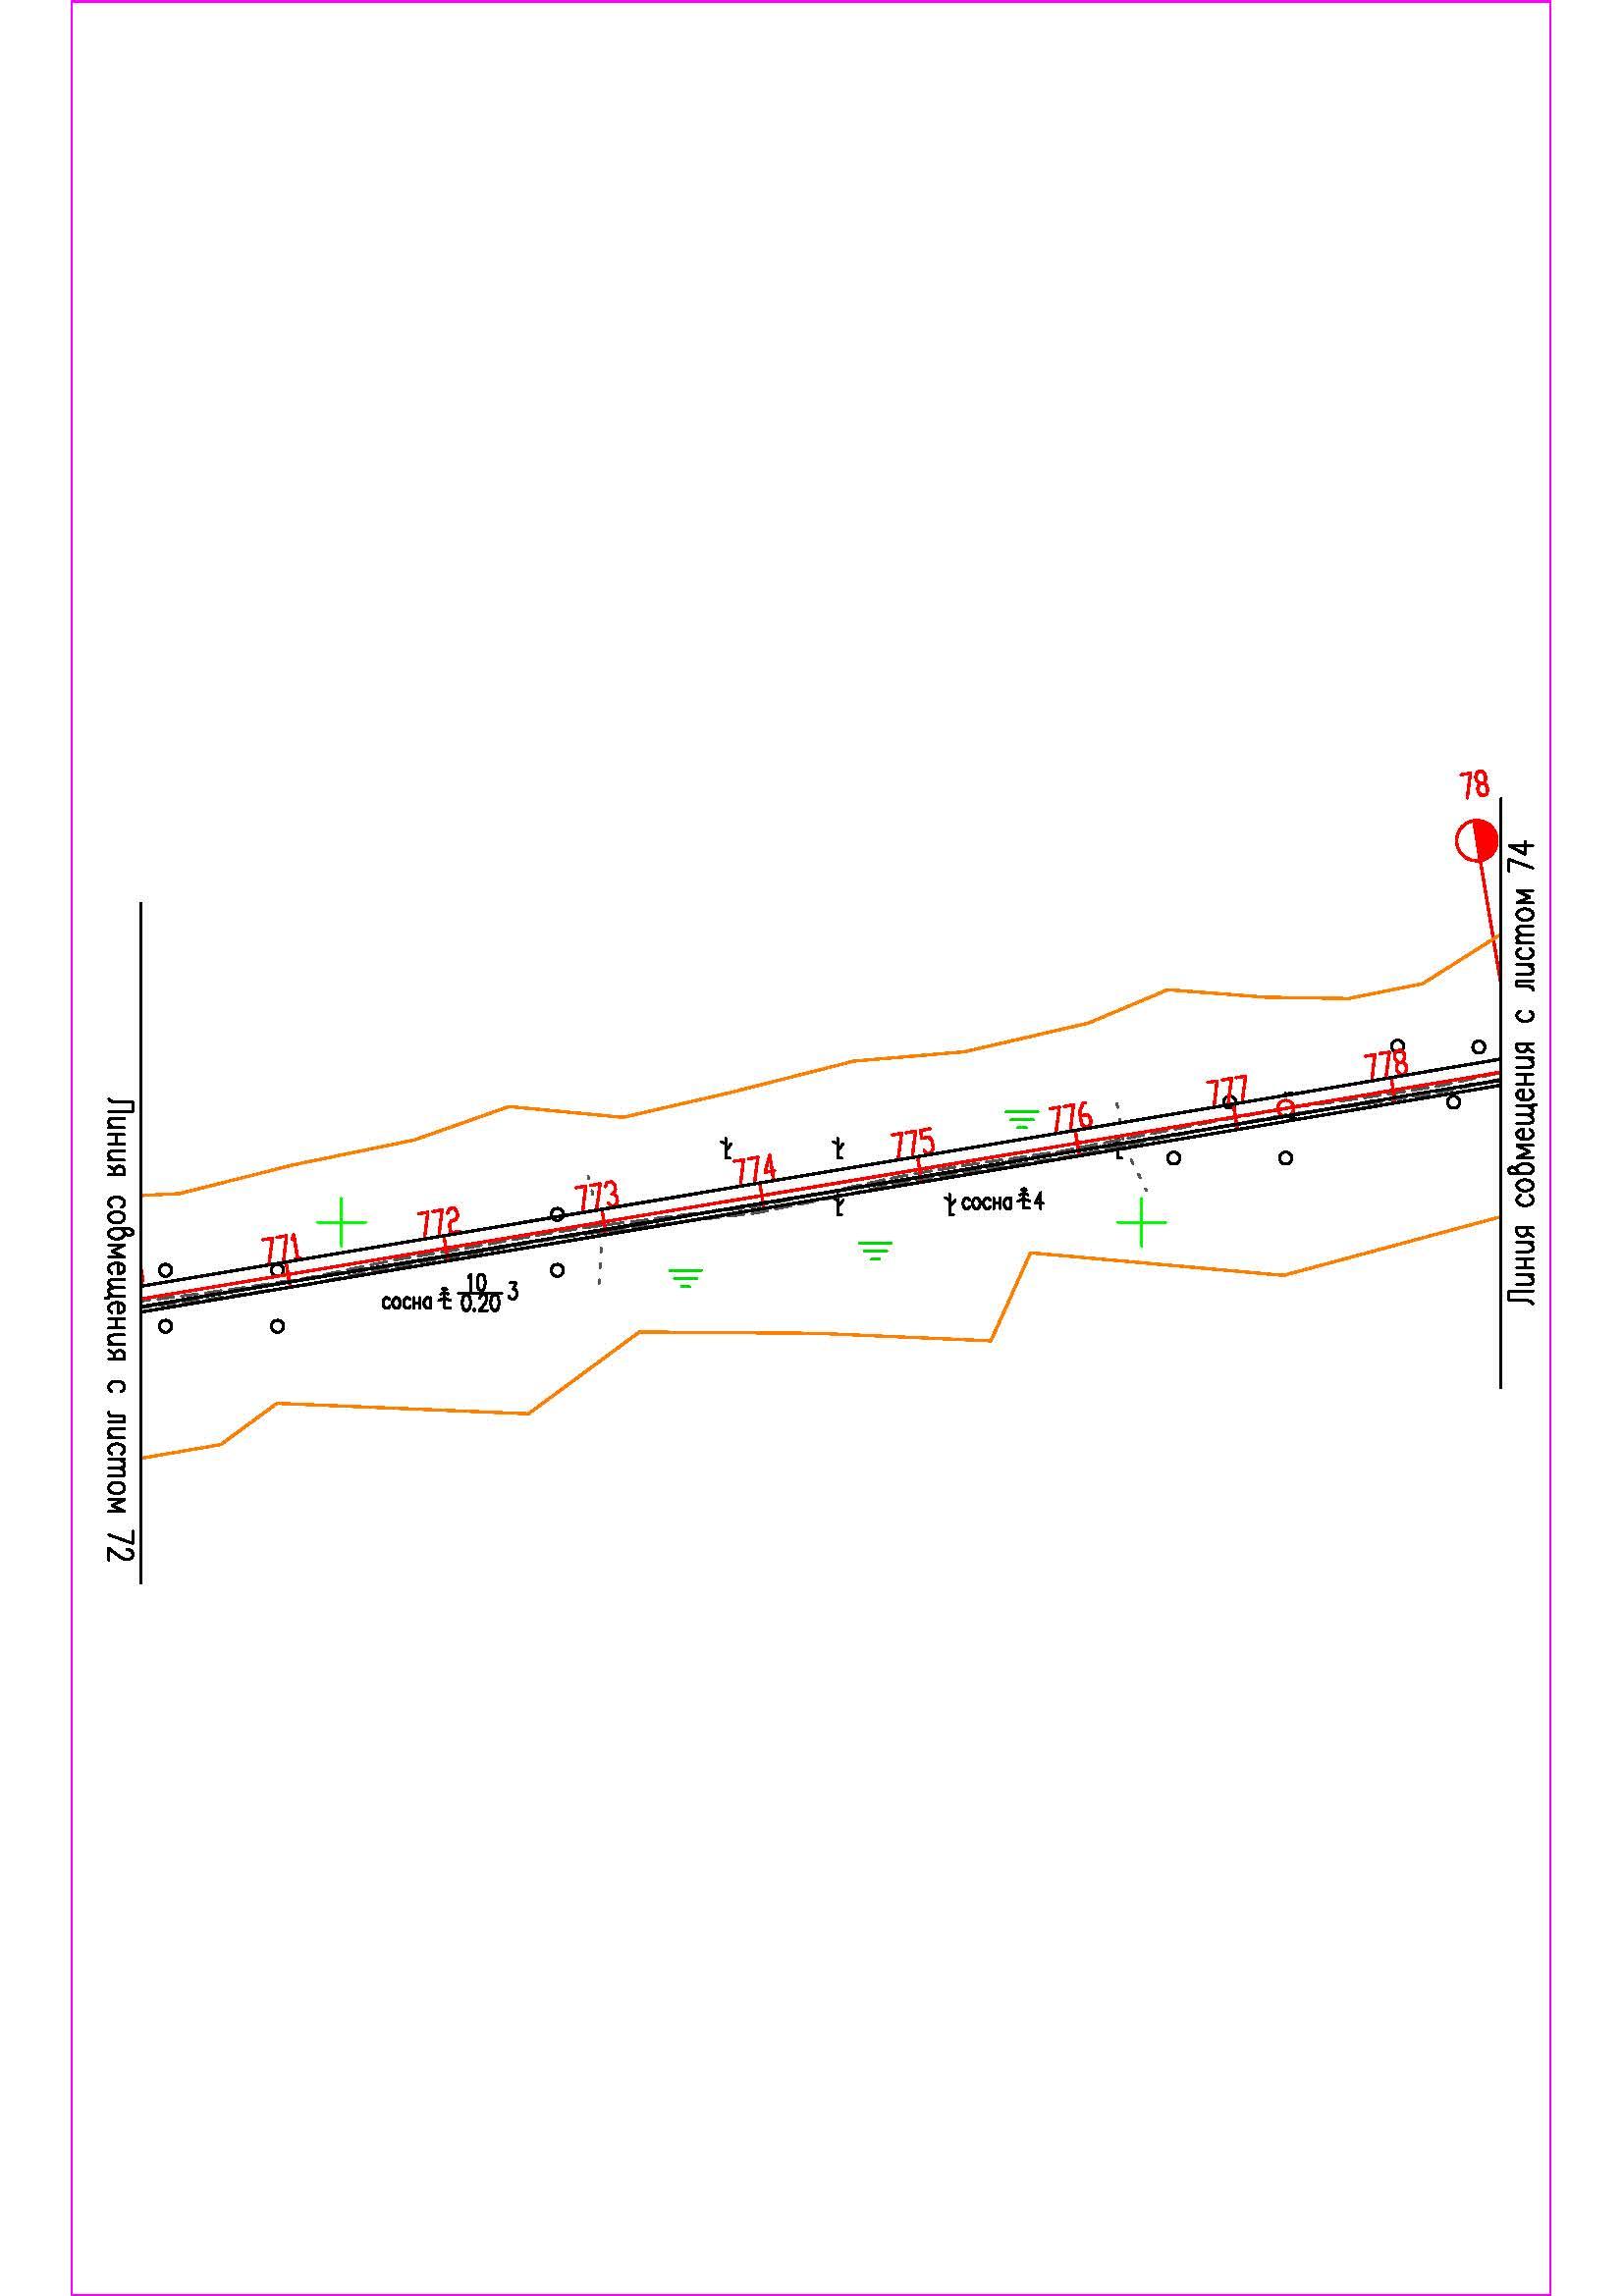 78
Линия совмещения с листом 74
778
777
776
775
774
773
772
771
сосна 4
сосна 10 3
0.20
Линия совмещения с листом 72